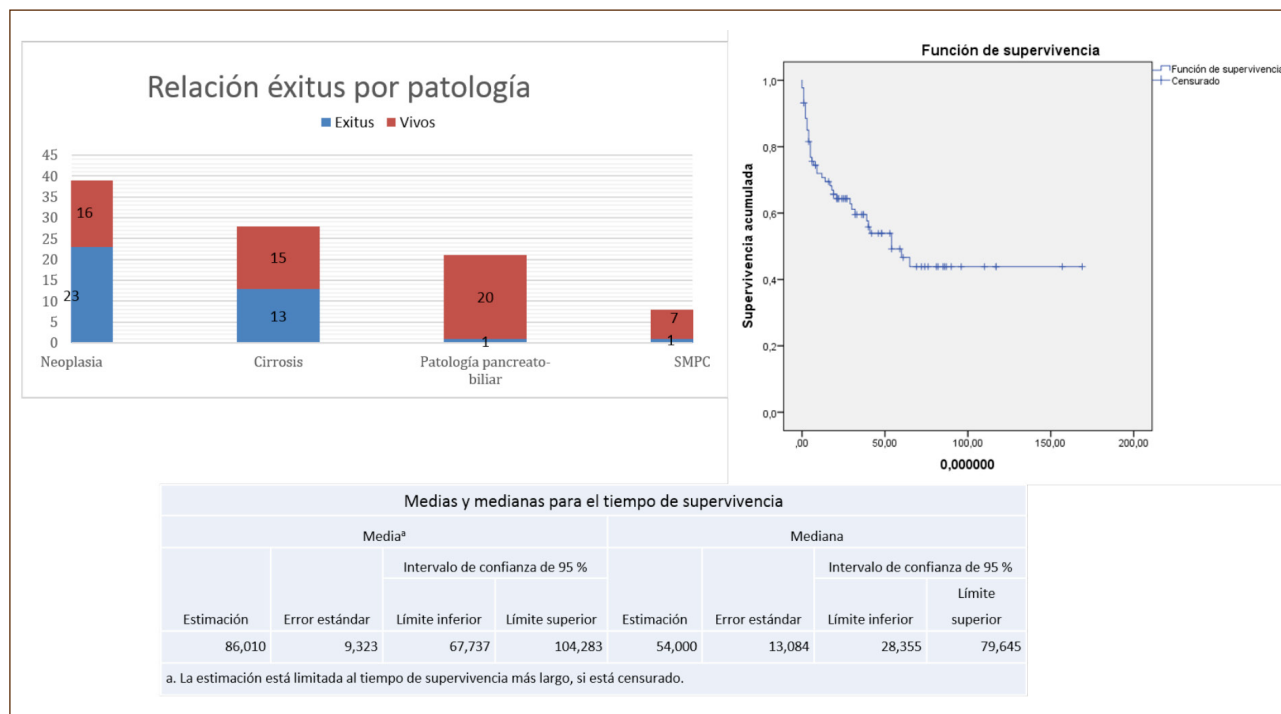 Relación éxitus por patología
Exitus Vivos
45
40
35
30
25
20
15
10
5
0
16
23
15
13
20
1
7
1
Neoplasia Cirrosis Patología pancreato- SMPC
biliar
Función de supervivencia
Función de supervivencia
Censurado
Supervivencia acumulada
1,0
0,8
0,6
0,4
0,2
0,0
,00 50,00 100,00 150,00 200,00
0,000000
Medias y medianas para el tiempo de supervivencia
Mediaª Mediana
Intervalo de confianza de 95 % Intervalo de confianza de 95 %
Límite
Estimación Error estándar Límite inferior Límite superior Estimación Error estándar Límite inferior superior
86,010 9,323 67,737 104,283 54,000 13,084 28,355 79,645
a. La estimación está limitada al tiempo de supervivencia más largo, si está censurado.